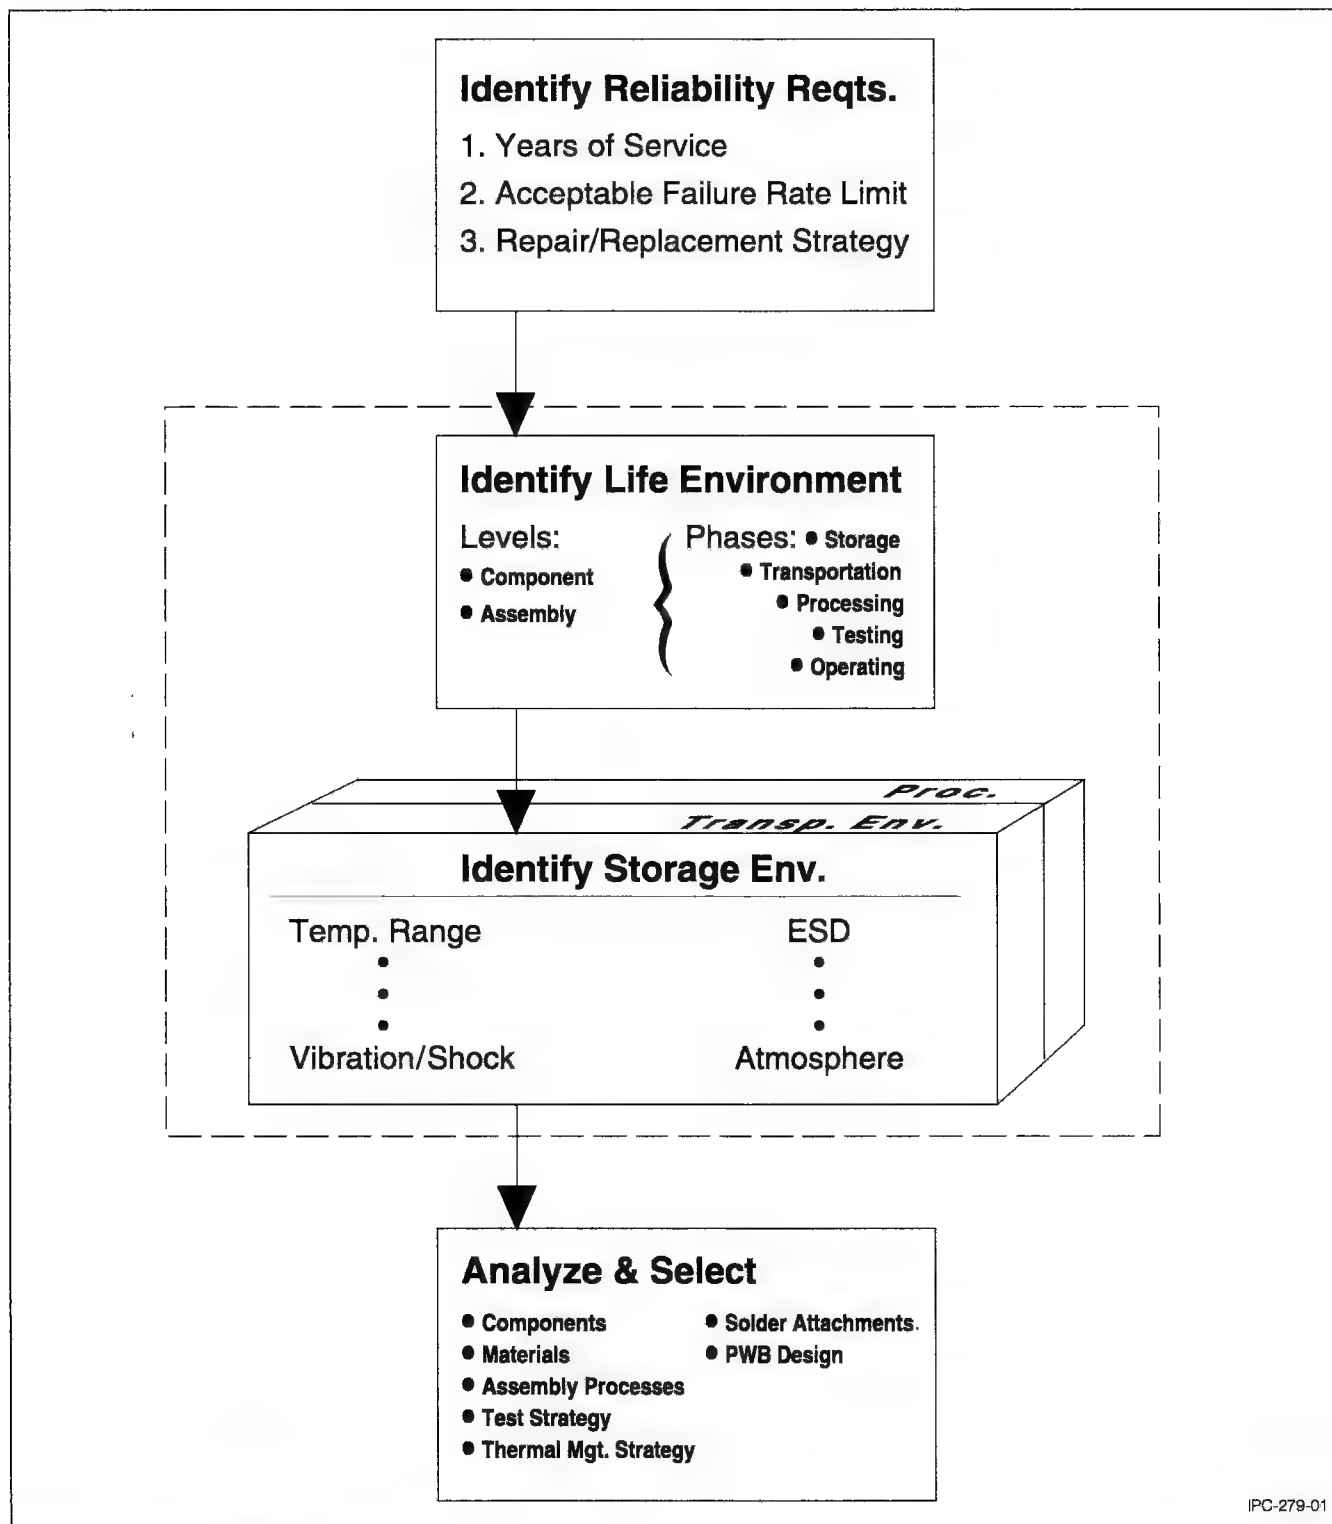 Identify Reliability Reqts.
1. Years of Service
2. Acceptable Failure Rate Limit
3. Repair/Replacement Strategy
Identify Life Environment
Levels:
• Component
• Assembly
Phases: • Storage
• Transportation
• Processing
• Testing
• Operating
Proc.
Transp. Env.
Identify Storage Env.
Temp. Range
Vibration/Shock
ESD
Atmosphere
Analyze & Select
• Components
• Materials
• Assembly Processes
• Test Strategy
• Thermal Mgt. Strategy
• Solder Attachments.
• PWB Design
IPC-279-01